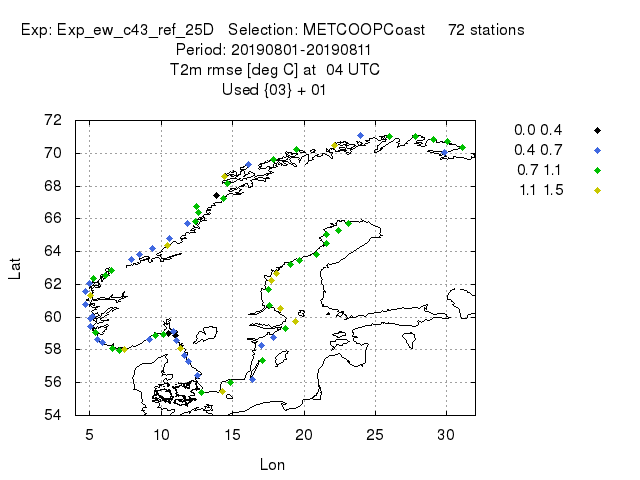 Exp: Exp_ew_c43_ref_25D Selection: METCOOPCoast 72 stations
Period: 20190801-20190811
T2m rmse [deg C] at 04 UTC
Used {03} + 01
72
70
68
66
64
62
60
58
56
54
Lat
5 10 15 20 25 30
Lon
0.0 0.4
0.4 0.7
0.7 1.1
1.1 1.5